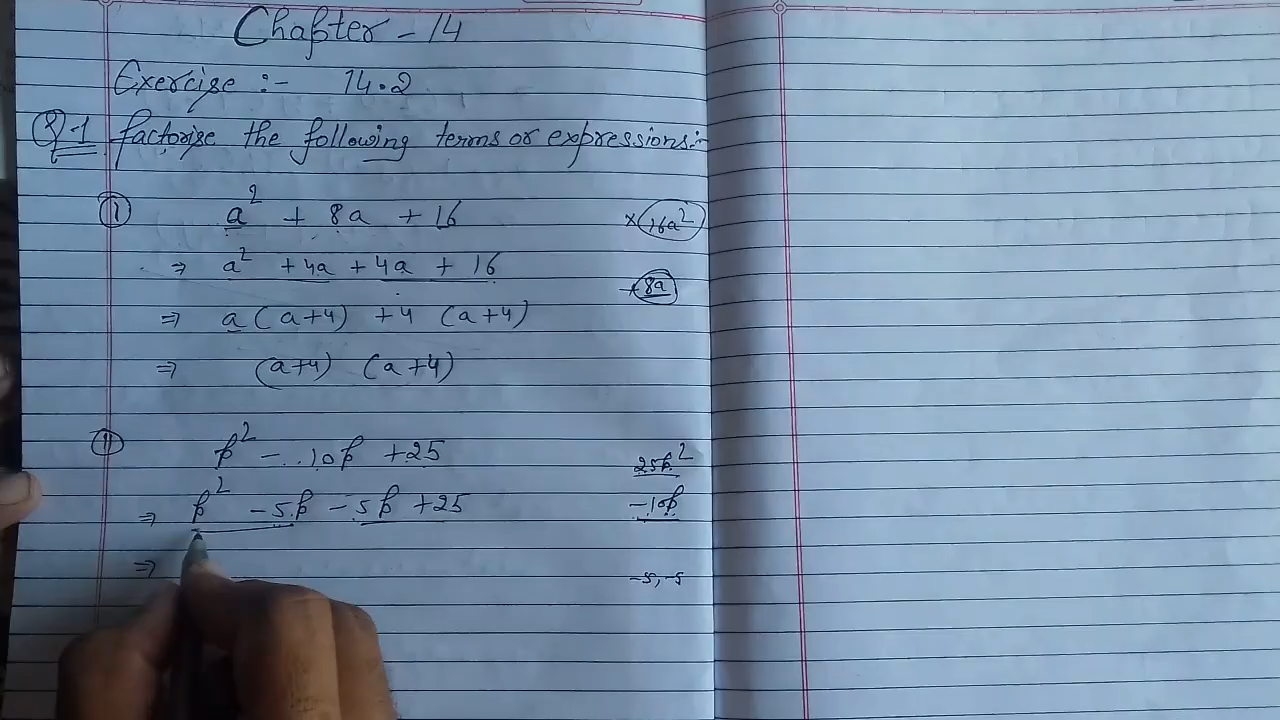 Chapter - 14
Exercise :- 14.2
Q-1 factorise the following terms or expressions:-
(i) a² + 8a + 16 × 16a²
⇒ a² + 4a + 4a + 16
+ 8a
⇒ a (a+4) + 4 (a+4)
⇒ (a+4) (a+4)
(ii) p² - 10p + 25 25p²
⇒ p² - 5p - 5p + 25 -10p
⇒ -5, -5